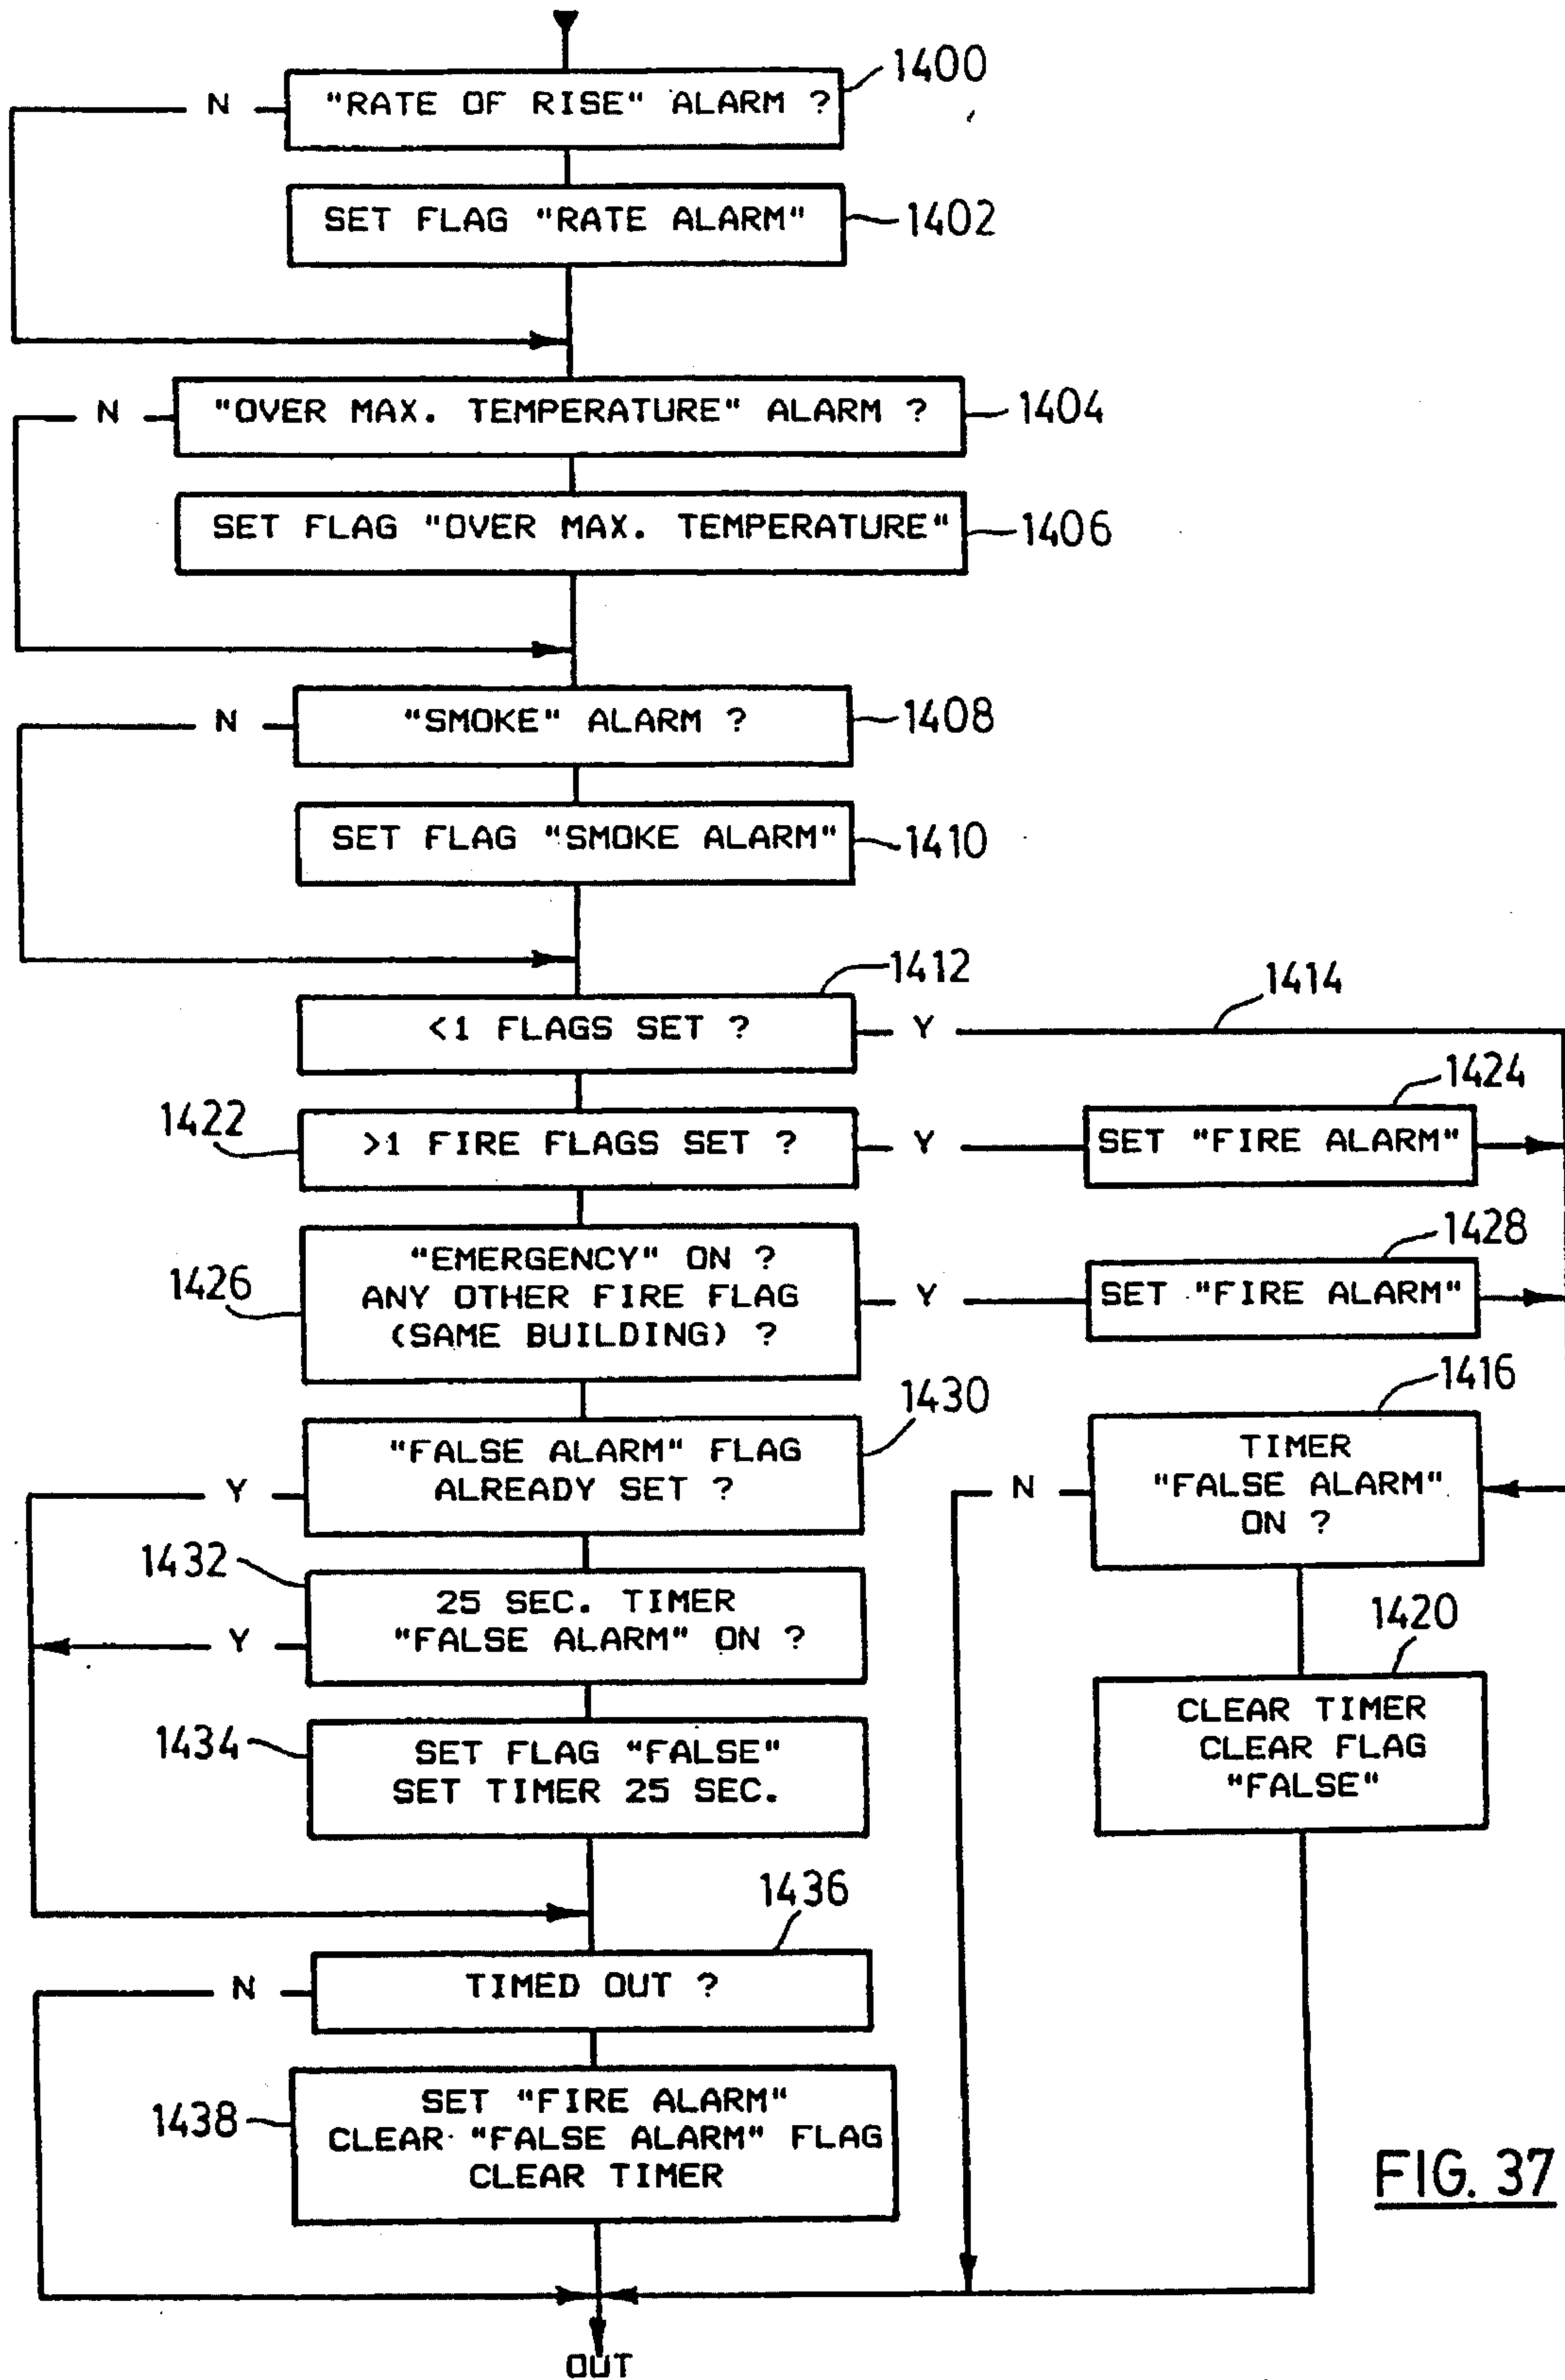 1400
N
"RATE OF RISE" ALARM ?
SET FLAG "RATE ALARM"
1402
N
"OVER MAX. TEMPERATURE" ALARM ?
1404
SET FLAG "OVER MAX. TEMPERATURE"
1406
N
"SMOKE" ALARM ?
1408
SET FLAG "SMOKE ALARM"
1410
1412
1414
<1 FLAGS SET ?
Y
1424
1422
>1 FIRE FLAGS SET ?
Y
SET "FIRE ALARM"
1428
1426
"EMERGENCY" ON ?
ANY OTHER FIRE FLAG
(SAME BUILDING) ?
Y
SET "FIRE ALARM"
1416
1430
"FALSE ALARM" FLAG
ALREADY SET ?
Y
N
TIMER
"FALSE ALARM"
ON ?
1432
25 SEC. TIMER
"FALSE ALARM" ON ?
Y
1420
CLEAR TIMER
CLEAR FLAG
"FALSE"
1434
SET FLAG "FALSE"
SET TIMER 25 SEC.
1436
N
TIMED OUT ?
1438
SET "FIRE ALARM"
CLEAR "FALSE ALARM" FLAG
CLEAR TIMER
FIG. 37
OUT